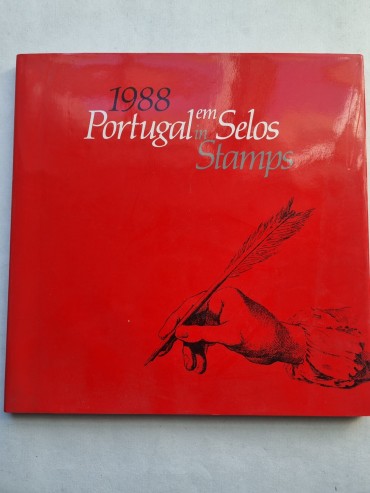 1988
Portugal em Selos
in Stamps